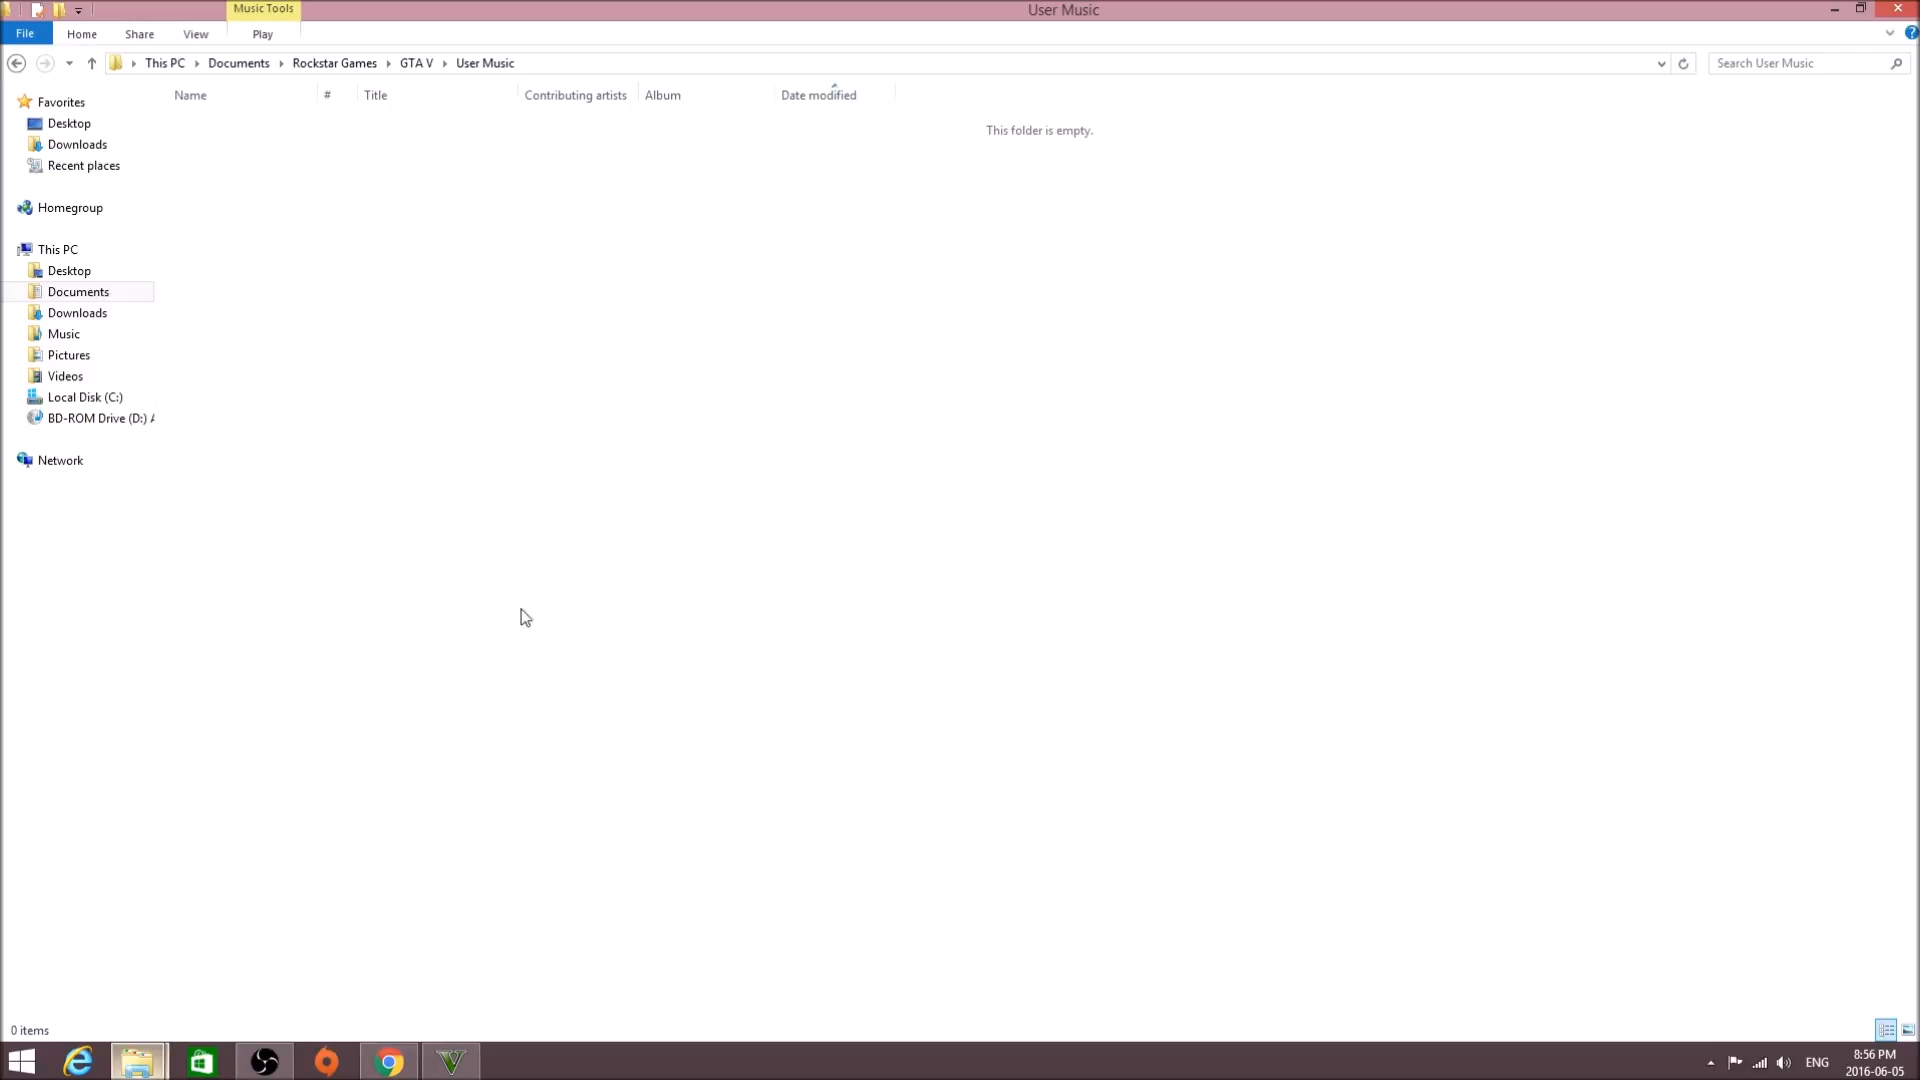 Music Tools
User Music
File Home Share View Play
This PC Documents Rockstar Games GTA V User Music
Search User Music
Name # Title Contributing artists Album Date modified
This folder is empty.
Favorites
Desktop
Downloads
Recent places
Homegroup
This PC
Desktop
Documents
Downloads
Music
Pictures
Videos
Local Disk (C:)
BD-ROM Drive (D:)
Network
0 items
ENG
8:56 PM
2016-06-05